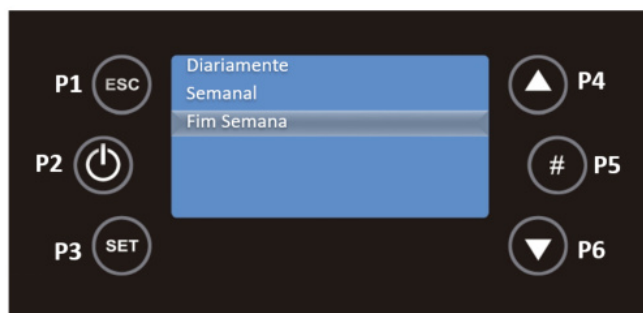 P1 ESC
P2
P3 SET
Diariamente
Semanal
Fim Semana
P4
# P5
P6